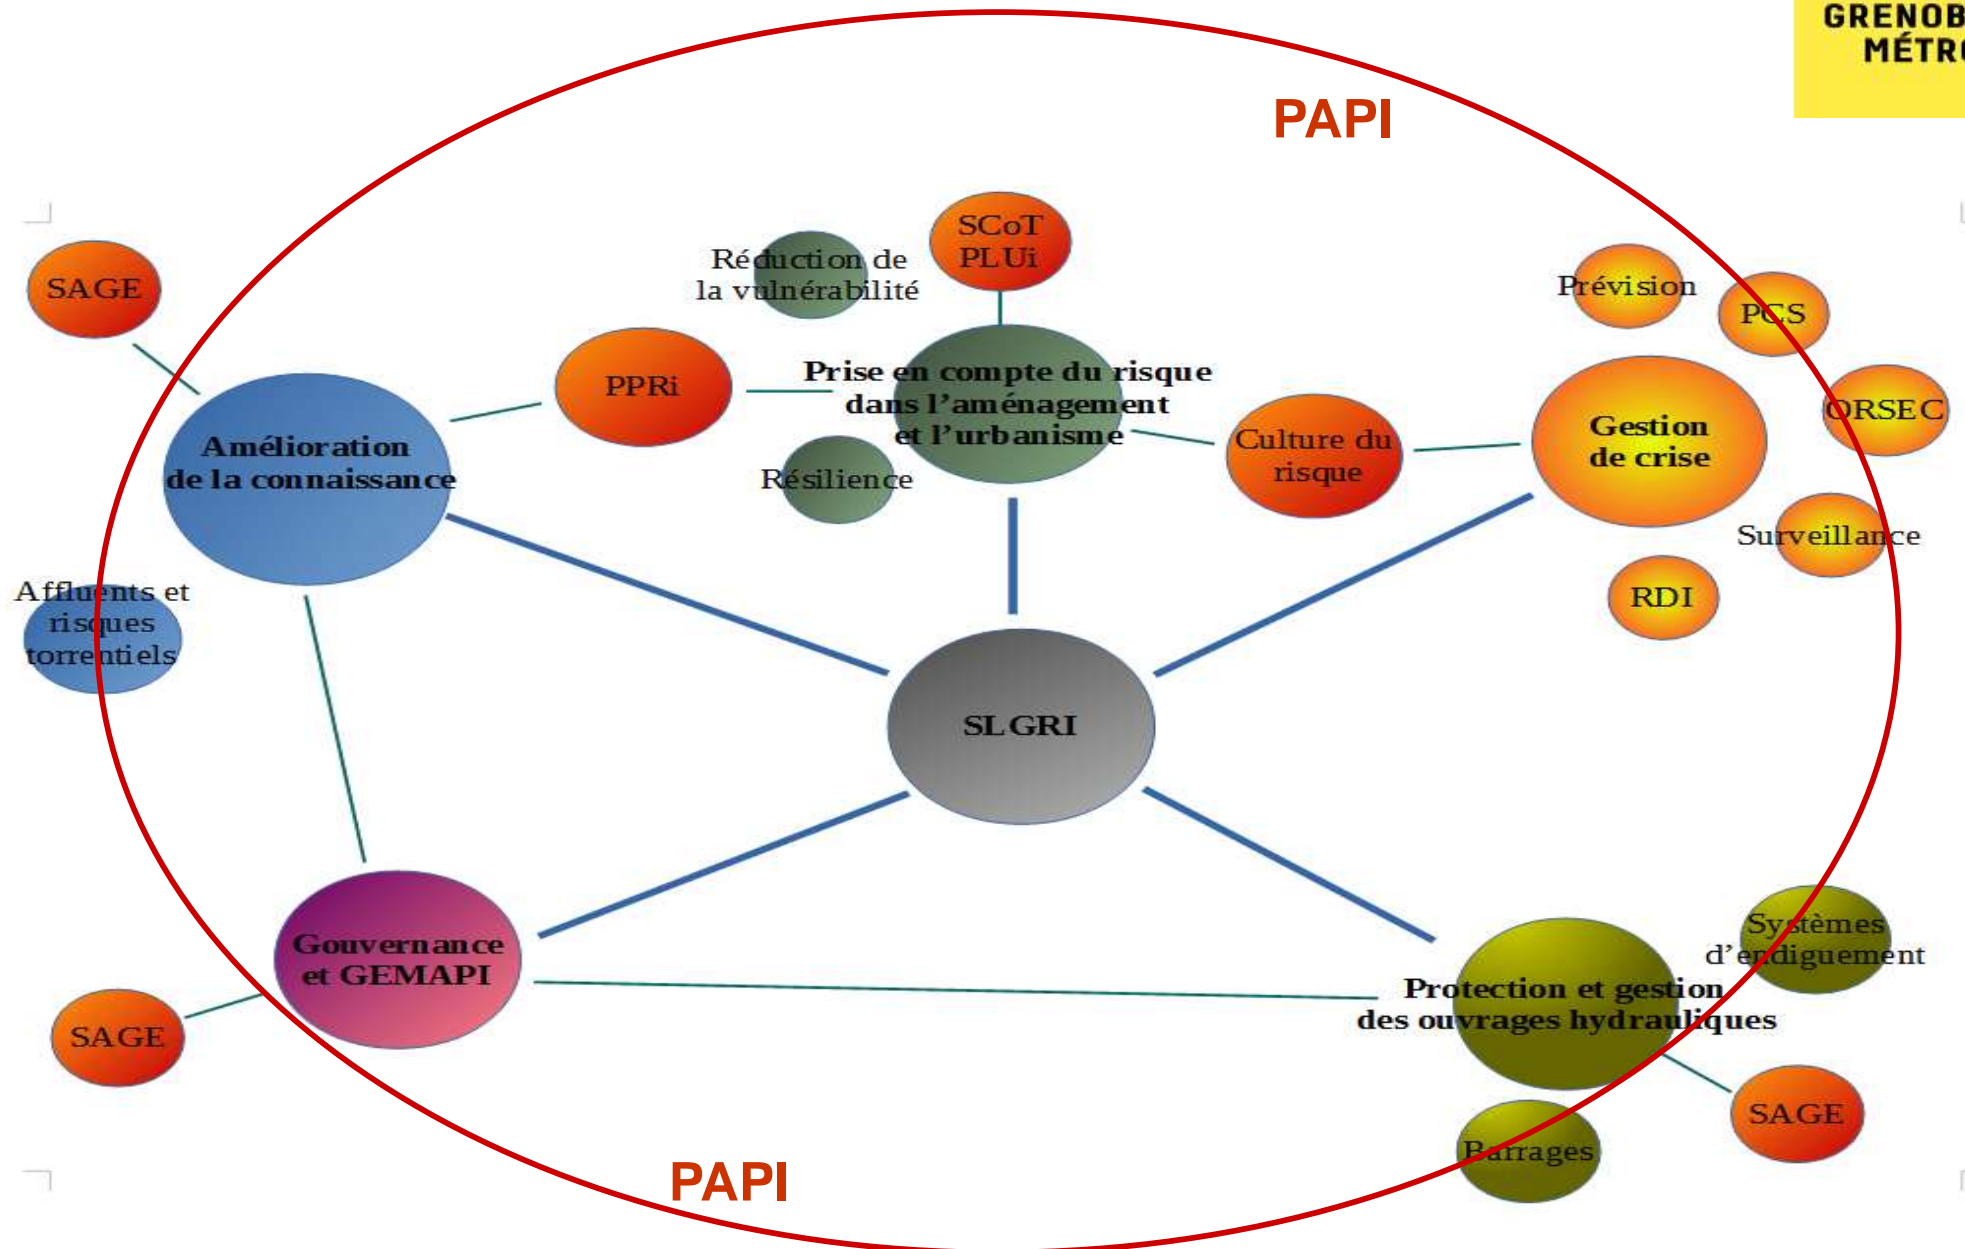 GRENOB
MÉTR
PAPI
SCoT
PLUi
Réduction de
la vulnérabilité
SAGE
Prévision
PCS
PPRi
Prise en compte du risque
dans l'aménagement
et l'urbanisme
ORSEC
Amélioration
de la connaissance
Culture du
risque
Gestion
de crise
Résilience
Surveillance
Affluents et
risques
torrentiels
RDI
SLGRI
Gouvernance
et GEMAPI
Systèmes
d'endiguement
Protection et gestion
des ouvrages hydrauliques
SAGE
SAGE
Barrages
PAPI